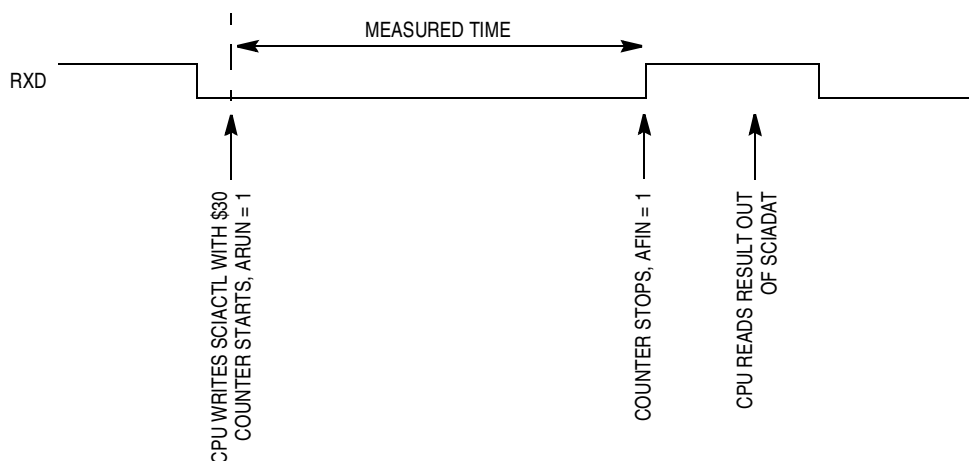 MEASURED TIME
RXD
CPU WRITES SCIACTL WITH $30
COUNTER STARTS, ARUN = 1
COUNTER STOPS, AFIN = 1
CPU READS RESULT OUT
OF SCIADAT